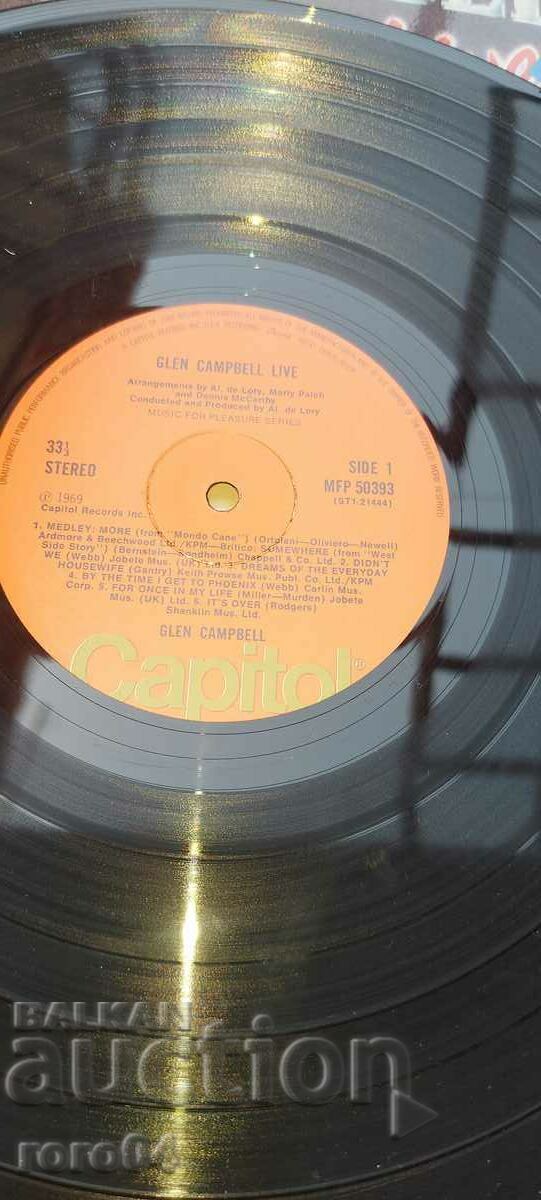 GLEN CAMPBELL LIVE
Arrangements by Al. de Lory, Marty Paich
and Dennis McCarthy
Conducted and Produced by Al de Lory
MUSIC FOR PLEASURE SERIES
33⅓
STEREO
SIDE 1
MFP 50393
(ST1-21444)
℗ 1969
Capitol Records Inc.
1. MEDLEY: MORE (from "Mondo Cane") (Ortolani-Oliviero-Newell)
Ardmore & Beechwood Ltd./KPM-Britico; SOMEWHERE (from "West
Side Story") (Bernstein-Sondheim) Chappell & Co. Ltd. 2. DIDN'T
WE (Webb) Jobete Mus. (UK) Ltd. 3. DREAMS OF THE EVERYDAY
HOUSEWIFE (Gantry) Keith Prowse Mus. Publ. Co. Ltd./KPM
4. BY THE TIME I GET TO PHOENIX (Webb) Carlin Mus.
Corp. 5. FOR ONCE IN MY LIFE (Miller-Murden) Jobete
Mus. (UK) Ltd. 6. IT'S OVER (Rodgers)
Shanklin Mus. Ltd.
GLEN CAMPBELL
Capitol®
BALKAN
auction
roro04